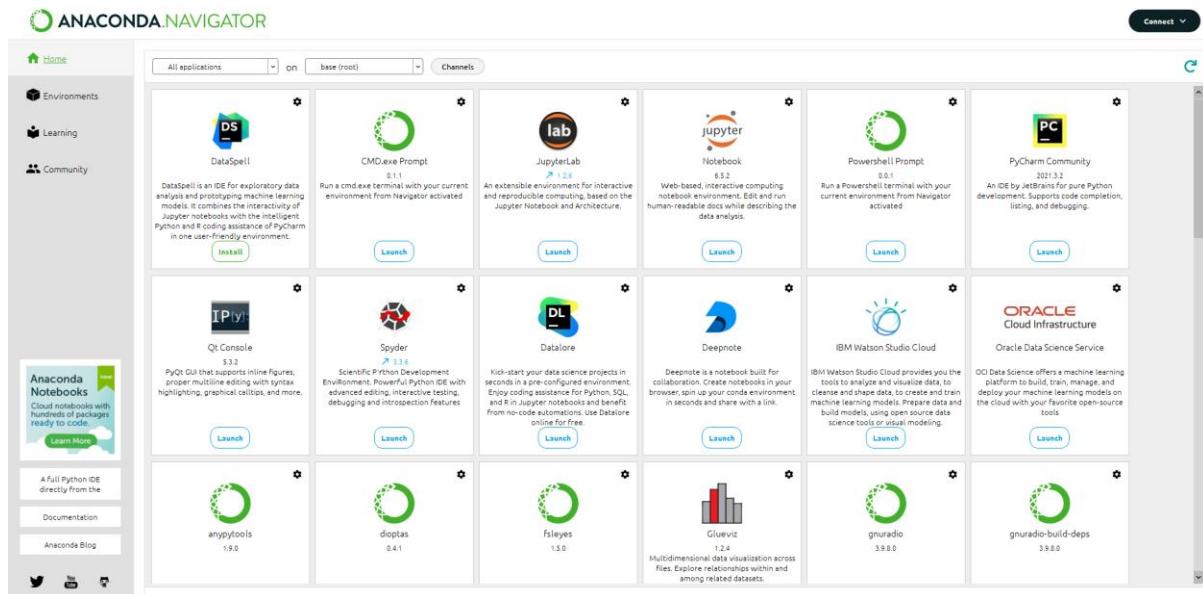 ANACONDA.NAVIGATOR
Connect
Home
Environments
Learning
Community
All applications on base (root) Channels
DS
DataSpell
DataSpell is an IDE for exploratory data
analysis and prototyping machine learning
models. It combines the interactivity of
Jupyter notebooks with the intelligent
Python and R coding assistance of PyCharm
in one user-friendly environment.
Install
CMD.exe Prompt
0.1.1
Run a cmd.exe terminal with your current
environment from Navigator activated
Launch
lab
JupyterLab
1.2.6
An extensible environment for interactive
and reproducible computing, based on the
Jupyter Notebook and Architecture.
Launch
jupyter
Notebook
6.5.2
Web-based, interactive computing
notebook environment. Edit and run
human-readable docs while describing the
data analysis.
Launch
Powershell Prompt
0.0.1
Run a Powershell terminal with your
current environment from Navigator
activated
Launch
PC
PyCharm Community
2021.3.2
An IDE by JetBrains for pure Python
development. Supports code completion,
listing, and debugging.
Launch
IP[y]:
Qt Console
5.3.2
PyQt GUI that supports inline figures,
proper multiline editing with syntax
highlighting, graphical calltips, and more.
Launch
Spyder
3.3.6
Scientific PYthon Development
EnviRonment. Powerful Python IDE with
advanced editing, interactive testing,
debugging and introspection features
Launch
DL
Datalore
Kick-start your data science projects in
seconds in a pre-configured environment.
Enjoy coding assistance for Python, SQL,
and R in Jupyter notebooks and benefit
from no-code automations. Use Datalore
online for free.
Launch
Deepnote
Deepnote is a notebook built for
collaboration. Create notebooks in your
browser, spin up your conda environment
in seconds and share with a link.
Launch
IBM Watson Studio Cloud
IBM Watson Studio Cloud provides you the
tools to analyze and visualize data, to
cleanse and shape data, to create and train
machine learning models. Prepare data and
build models, using open source data
science tools or visual modeling.
Launch
ORACLE
Cloud Infrastructure
Oracle Data Science Service
OCI Data Science offers a machine learning
platform to build, train, manage, and
deploy your machine learning models on
the cloud with your favorite open-source
tools
Launch
anypytools
1.9.0
dioptas
0.4.1
fsleyes
1.5.0
Glueviz
1.2.4
Multidimensional data visualization across
files. Explore relationships within and
among related datasets.
gnuradio
3.9.8.0
gnuradio-build-deps
3.9.8.0
Anaconda
Notebooks
Cloud notebooks with
hundreds of packages
ready to code.
Learn More
A full Python IDE
directly from the
Documentation
Anaconda Blog
You
Tube